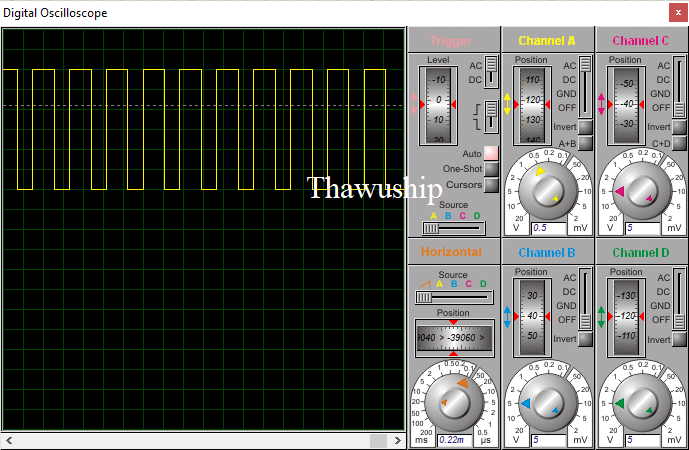 Digital Oscilloscope
x
Trigger
Level
-10
0
10
20
AC
DC
Auto
One-Shot
Cursors
Source
A B C D
Channel A
Position
110
120
130
140
AC
DC
GND
OFF
Invert
A+B
20 10 5 2 1 0.5 0.2 0.1 50 20 10 5 2
V 0.5 mV
Channel C
Position
-50
-40
-30
AC
DC
GND
OFF
Invert
C+D
20 10 5 2 1 0.5 0.2 0.1 50 20 10 5 2
V 5 mV
Thawuship
Horizontal
Source
A B C D
Position
9040 > -39060 >
200 100 50 20 10 5 2 1 0.5 0.2 0.1 50 20 10 5 2 1 0.5
ms 0.22m µs
Channel B
Position
30
40
50
AC
DC
GND
OFF
Invert
20 10 5 2 1 0.5 0.2 0.1 50 20 10 5 2
V 5 mV
Channel D
Position
-130
-120
-110
AC
DC
GND
OFF
Invert
20 10 5 2 1 0.5 0.2 0.1 50 20 10 5 2
V 5 mV